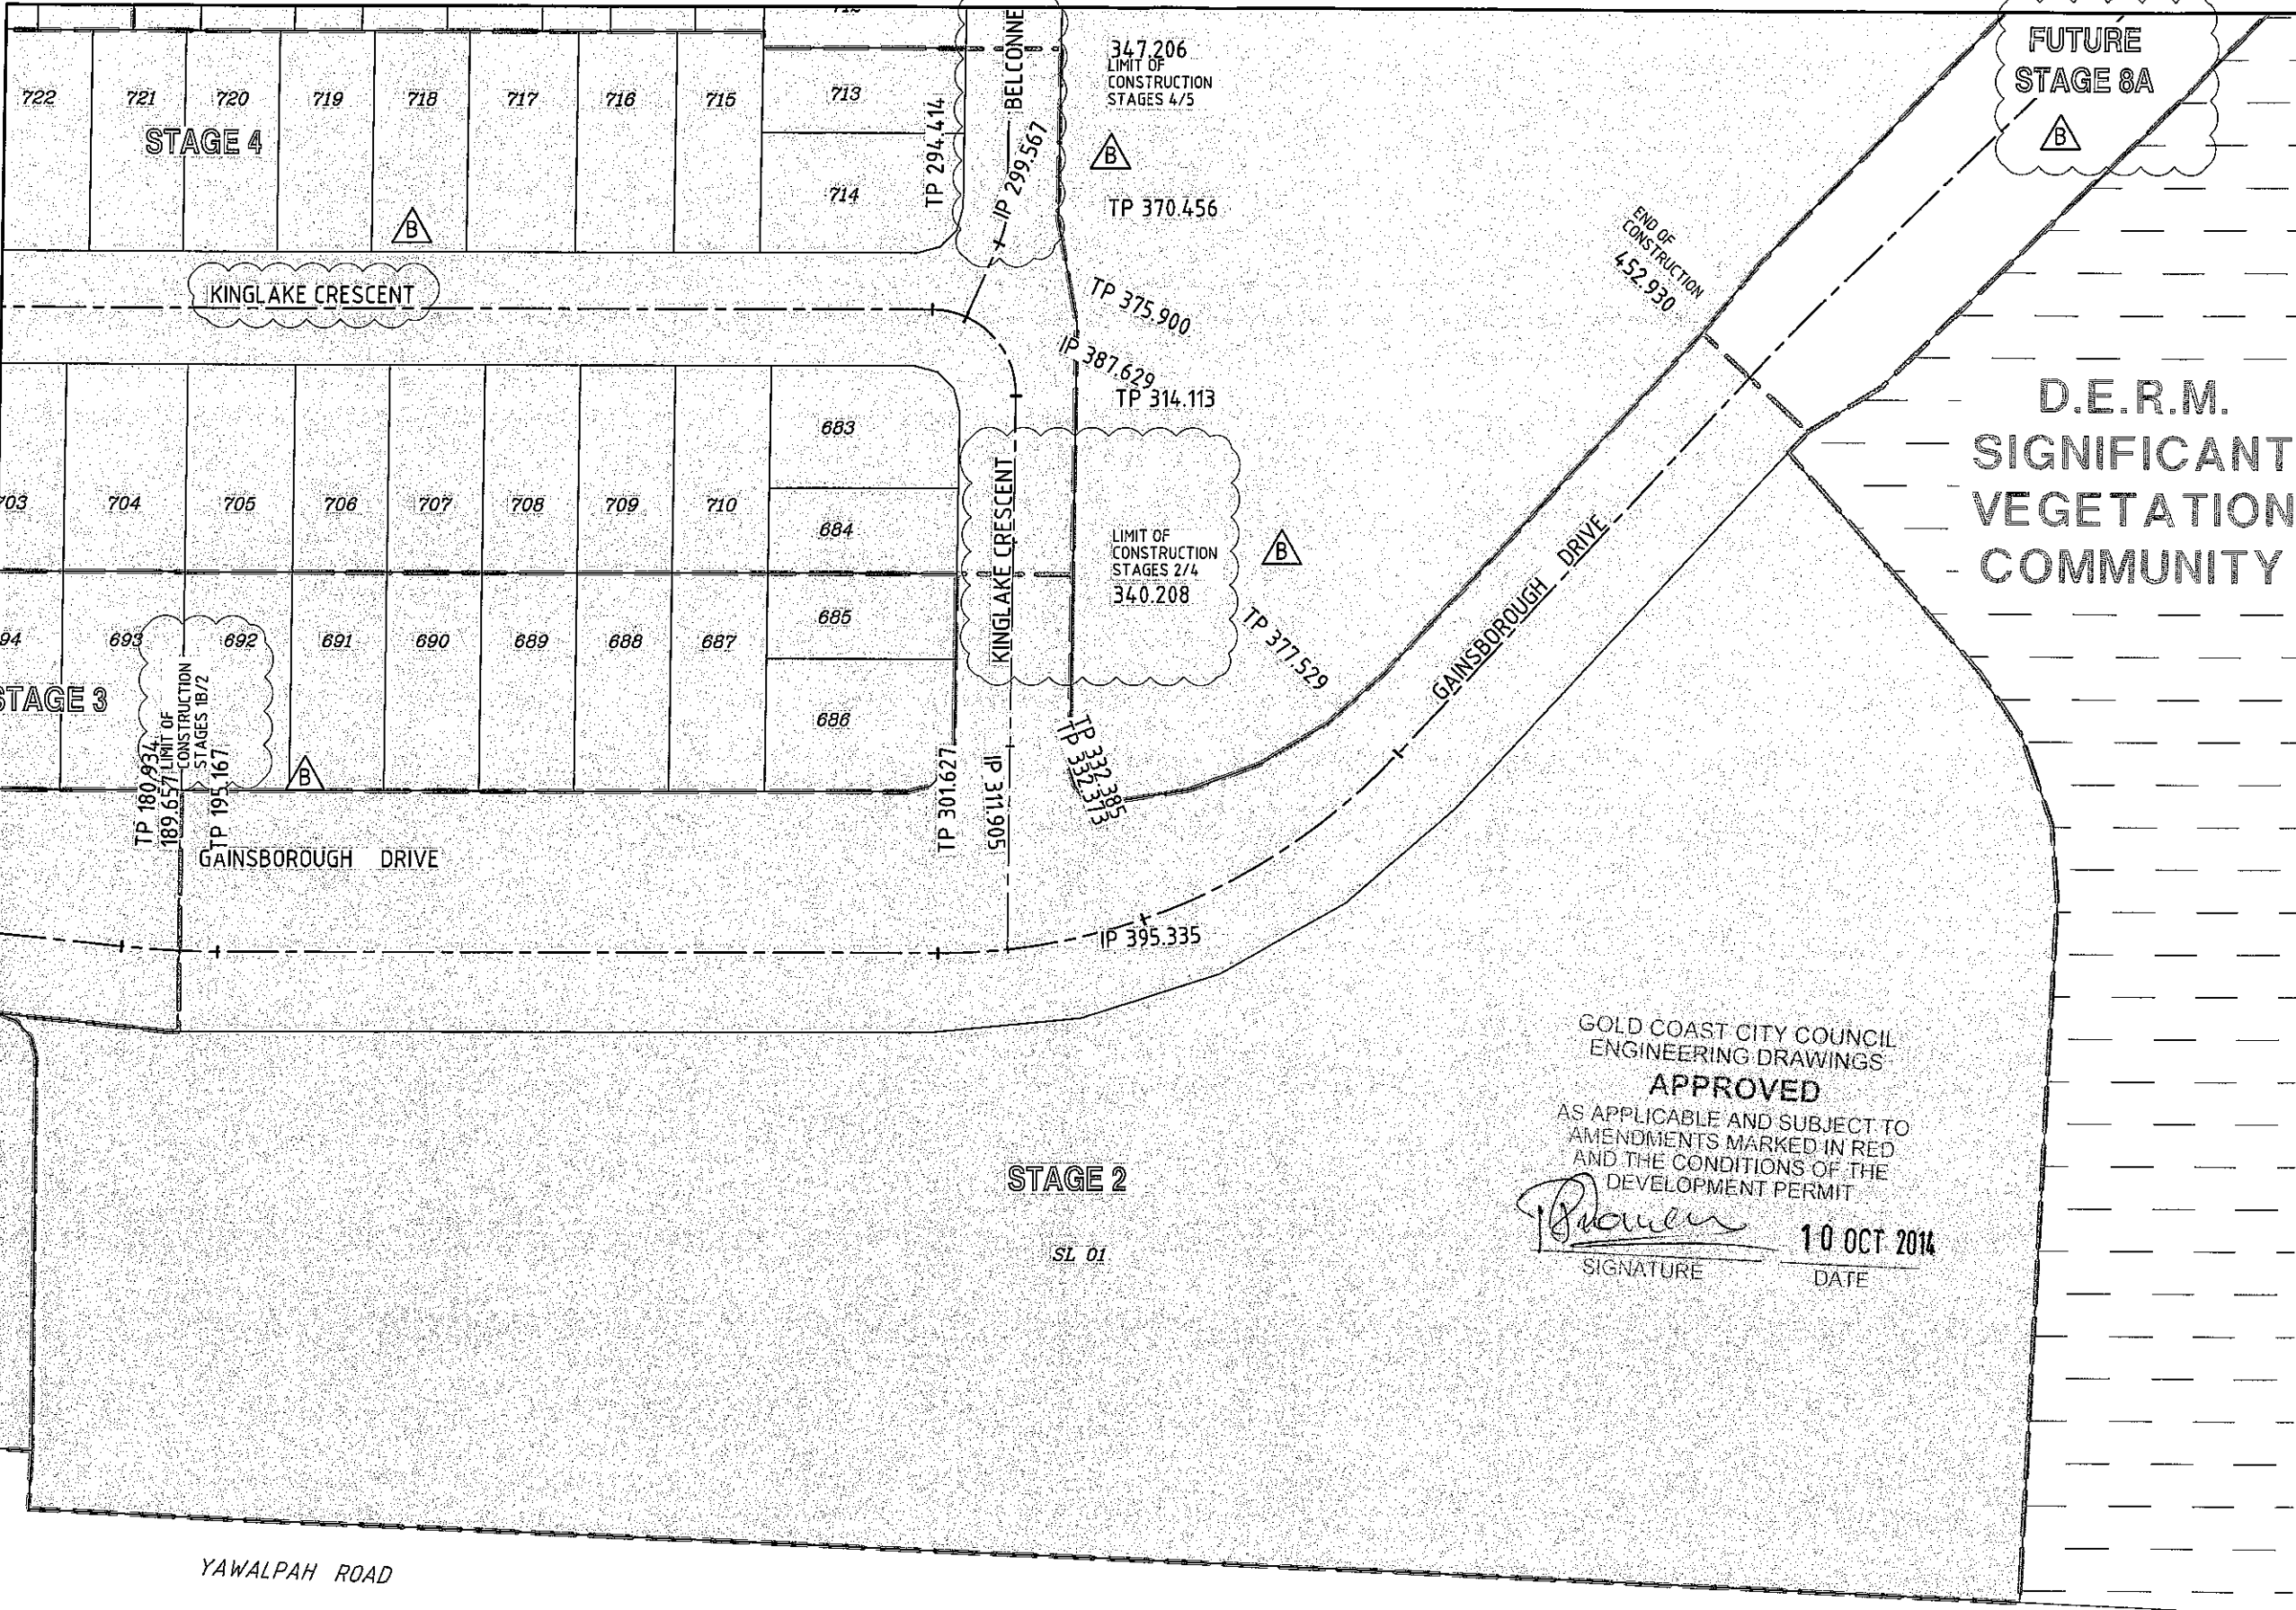 722
721
720
719
718
717
716
715
713
714
STAGE 4
B
TP 294.414
BELCONNE
IP 299.567
347.206
LIMIT OF
CONSTRUCTION
STAGES 4/5
B
TP 370.456
FUTURE
STAGE 8A
B
KINGLAKE CRESCENT
TP 375.900
IP 387.629
TP 314.113
END OF
CONSTRUCTION
452.930
D.E.R.M.
SIGNIFICANT
VEGETATION
COMMUNITY
703
704
705
706
707
708
709
710
683
684
685
686
KINGLAKE CRESCENT
LIMIT OF
CONSTRUCTION
STAGES 2/4
340.208
B
TP 377.529
GAINSBOROUGH DRIVE
94
693
692
691
690
689
688
687
STAGE 3
TP 180.934
189.657 LIMIT OF
CONSTRUCTION
STAGES 1B/2
TP 195.167
B
TP 301.627
IP 311.905
TP 332.385
TP 332.373
GAINSBOROUGH DRIVE
IP 395.335
STAGE 2
SL 01
GOLD COAST CITY COUNCIL
ENGINEERING DRAWINGS
APPROVED
AS APPLICABLE AND SUBJECT TO
AMENDMENTS MARKED IN RED
AND THE CONDITIONS OF THE
DEVELOPMENT PERMIT
10 OCT 2014
SIGNATURE
DATE
YAWALPAH ROAD